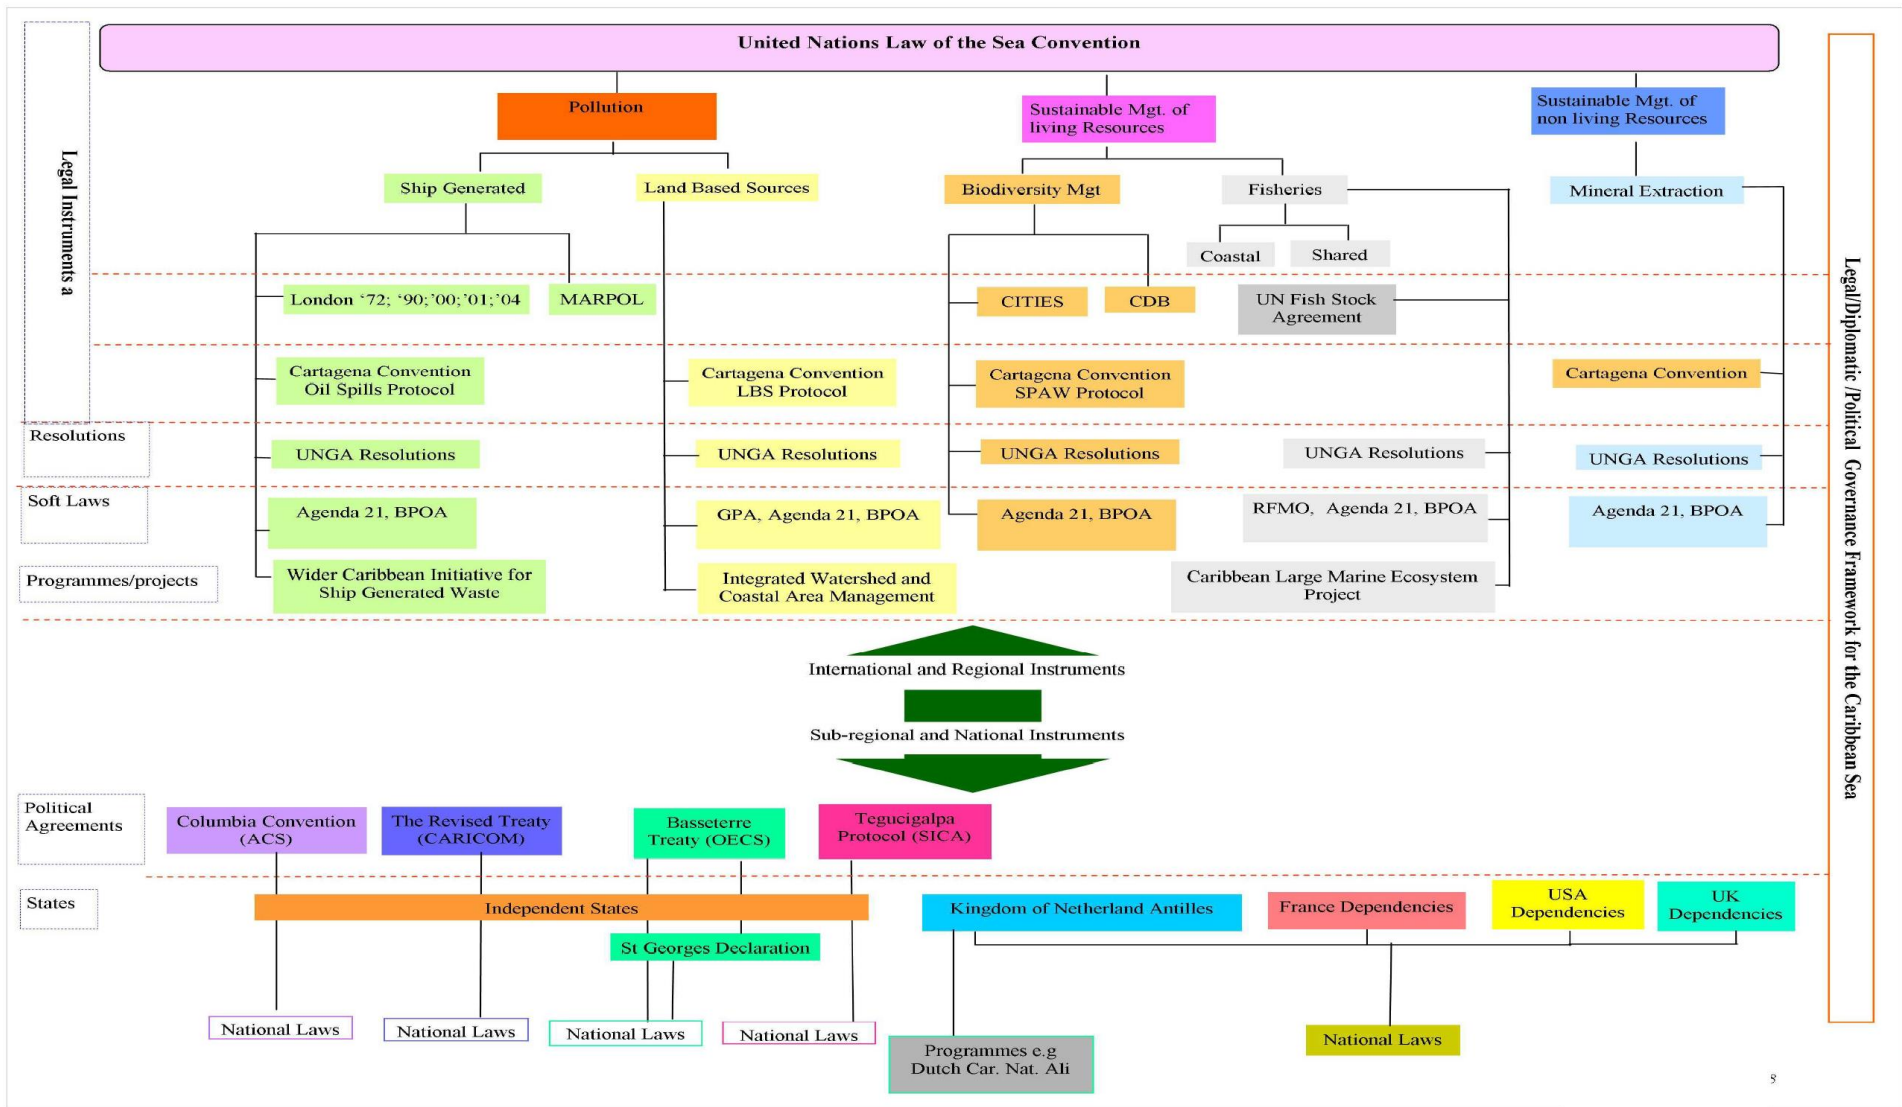 United Nations Law of the Sea Convention
Pollution
Sustainable Mgt. of
living Resources
Sustainable Mgt. of
non living Resources
Legal Instruments a
Ship Generated
Land Based Sources
Biodiversity Mgt
Fisheries
Mineral Extraction
Coastal
Shared
London ‘72; ‘90;’00;’01;’04
MARPOL
CITIES
CDB
UN Fish Stock
Agreement
Cartagena Convention
Oil Spills Protocol
Cartagena Convention
LBS Protocol
Cartagena Convention
SPAW Protocol
Cartagena Convention
Resolutions
UNGA Resolutions
UNGA Resolutions
UNGA Resolutions
UNGA Resolutions
UNGA Resolutions
Soft Laws
Agenda 21, BPOA
GPA, Agenda 21, BPOA
Agenda 21, BPOA
RFMO, Agenda 21, BPOA
Agenda 21, BPOA
Programmes/projects
Wider Caribbean Initiative for
Ship Generated Waste
Integrated Watershed and
Coastal Area Management
Caribbean Large Marine Ecosystem
Project
International and Regional Instruments
Sub-regional and National Instruments
Legal/Diplomatic /Political Governance Framework for the Caribbean Sea
Political
Agreements
Columbia Convention
(ACS)
The Revised Treaty
(CARICOM)
Basseterre
Treaty (OECS)
Tegucigalpa
Protocol (SICA)
States
Independent States
Kingdom of Netherland Antilles
France Dependencies
USA
Dependencies
UK
Dependencies
St Georges Declaration
National Laws
National Laws
National Laws
National Laws
Programmes e.g
Dutch Car. Nat. Ali
National Laws